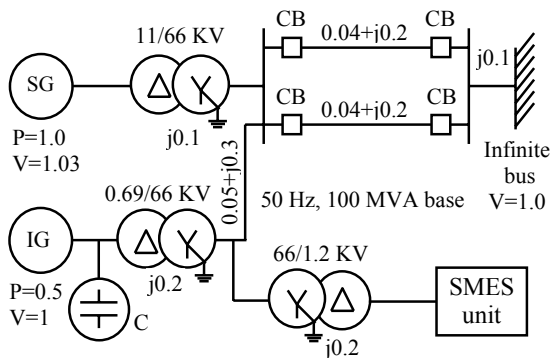 11/66 KV
SG
P=1.0
V=1.03
j0.1
CB
0.04+j0.2
CB
j0.1
CB
0.04+j0.2
CB
Infinite
bus
V=1.0
0.05+j0.3
50 Hz, 100 MVA base
0.69/66 KV
IG
P=0.5
V=1
j0.2
C
66/1.2 KV
j0.2
SMES
unit